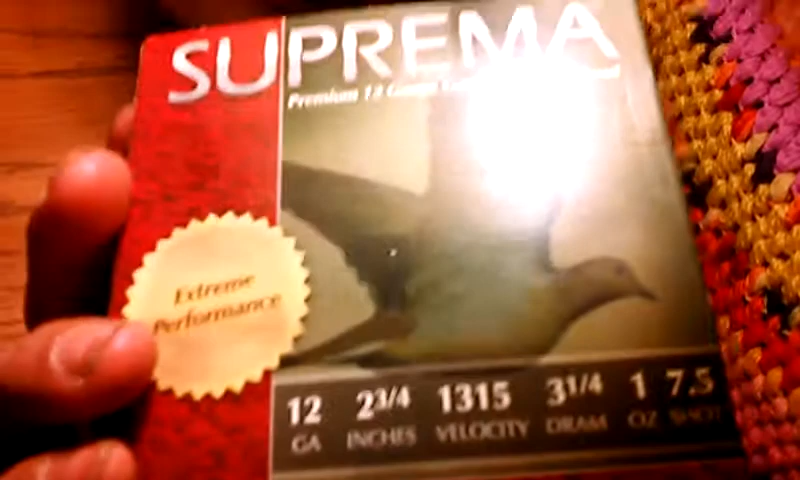 SUPREMA
Premium 12 Gauge
Extreme
Performance
12 2 3/4 1315 3 1/4 1 7.5
GA INCHES VELOCITY DRAM OZ SHOT